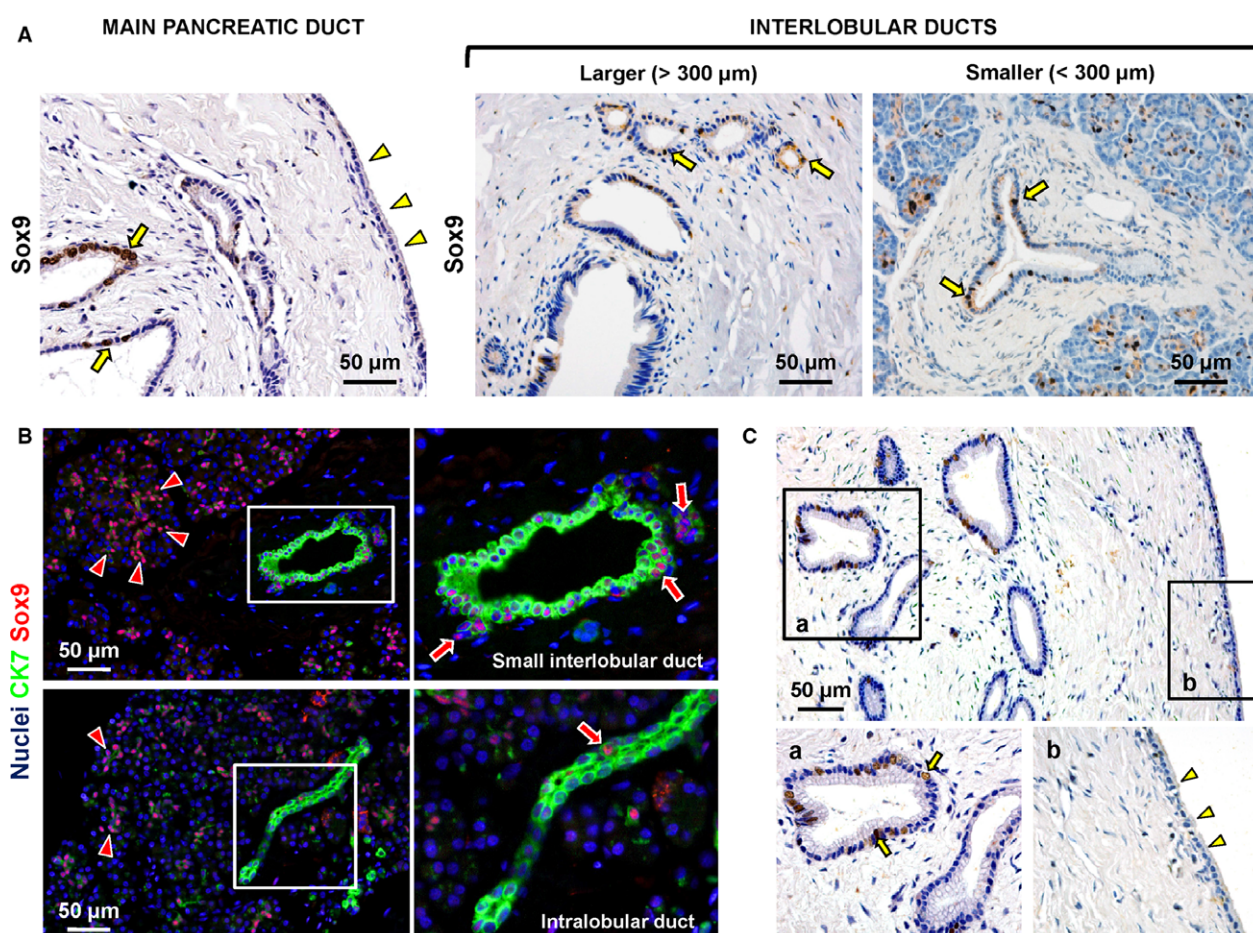 A
MAIN PANCREATIC DUCT
INTERLOBULAR DUCTS
Larger (> 300 µm)
Smaller (< 300 µm)
Sox9
50 µm
Sox9
50 µm
50 µm
B
Nuclei CK7 Sox9
50 µm
Small interlobular duct
50 µm
Intralobular duct
C
a
b
50 µm
a
b